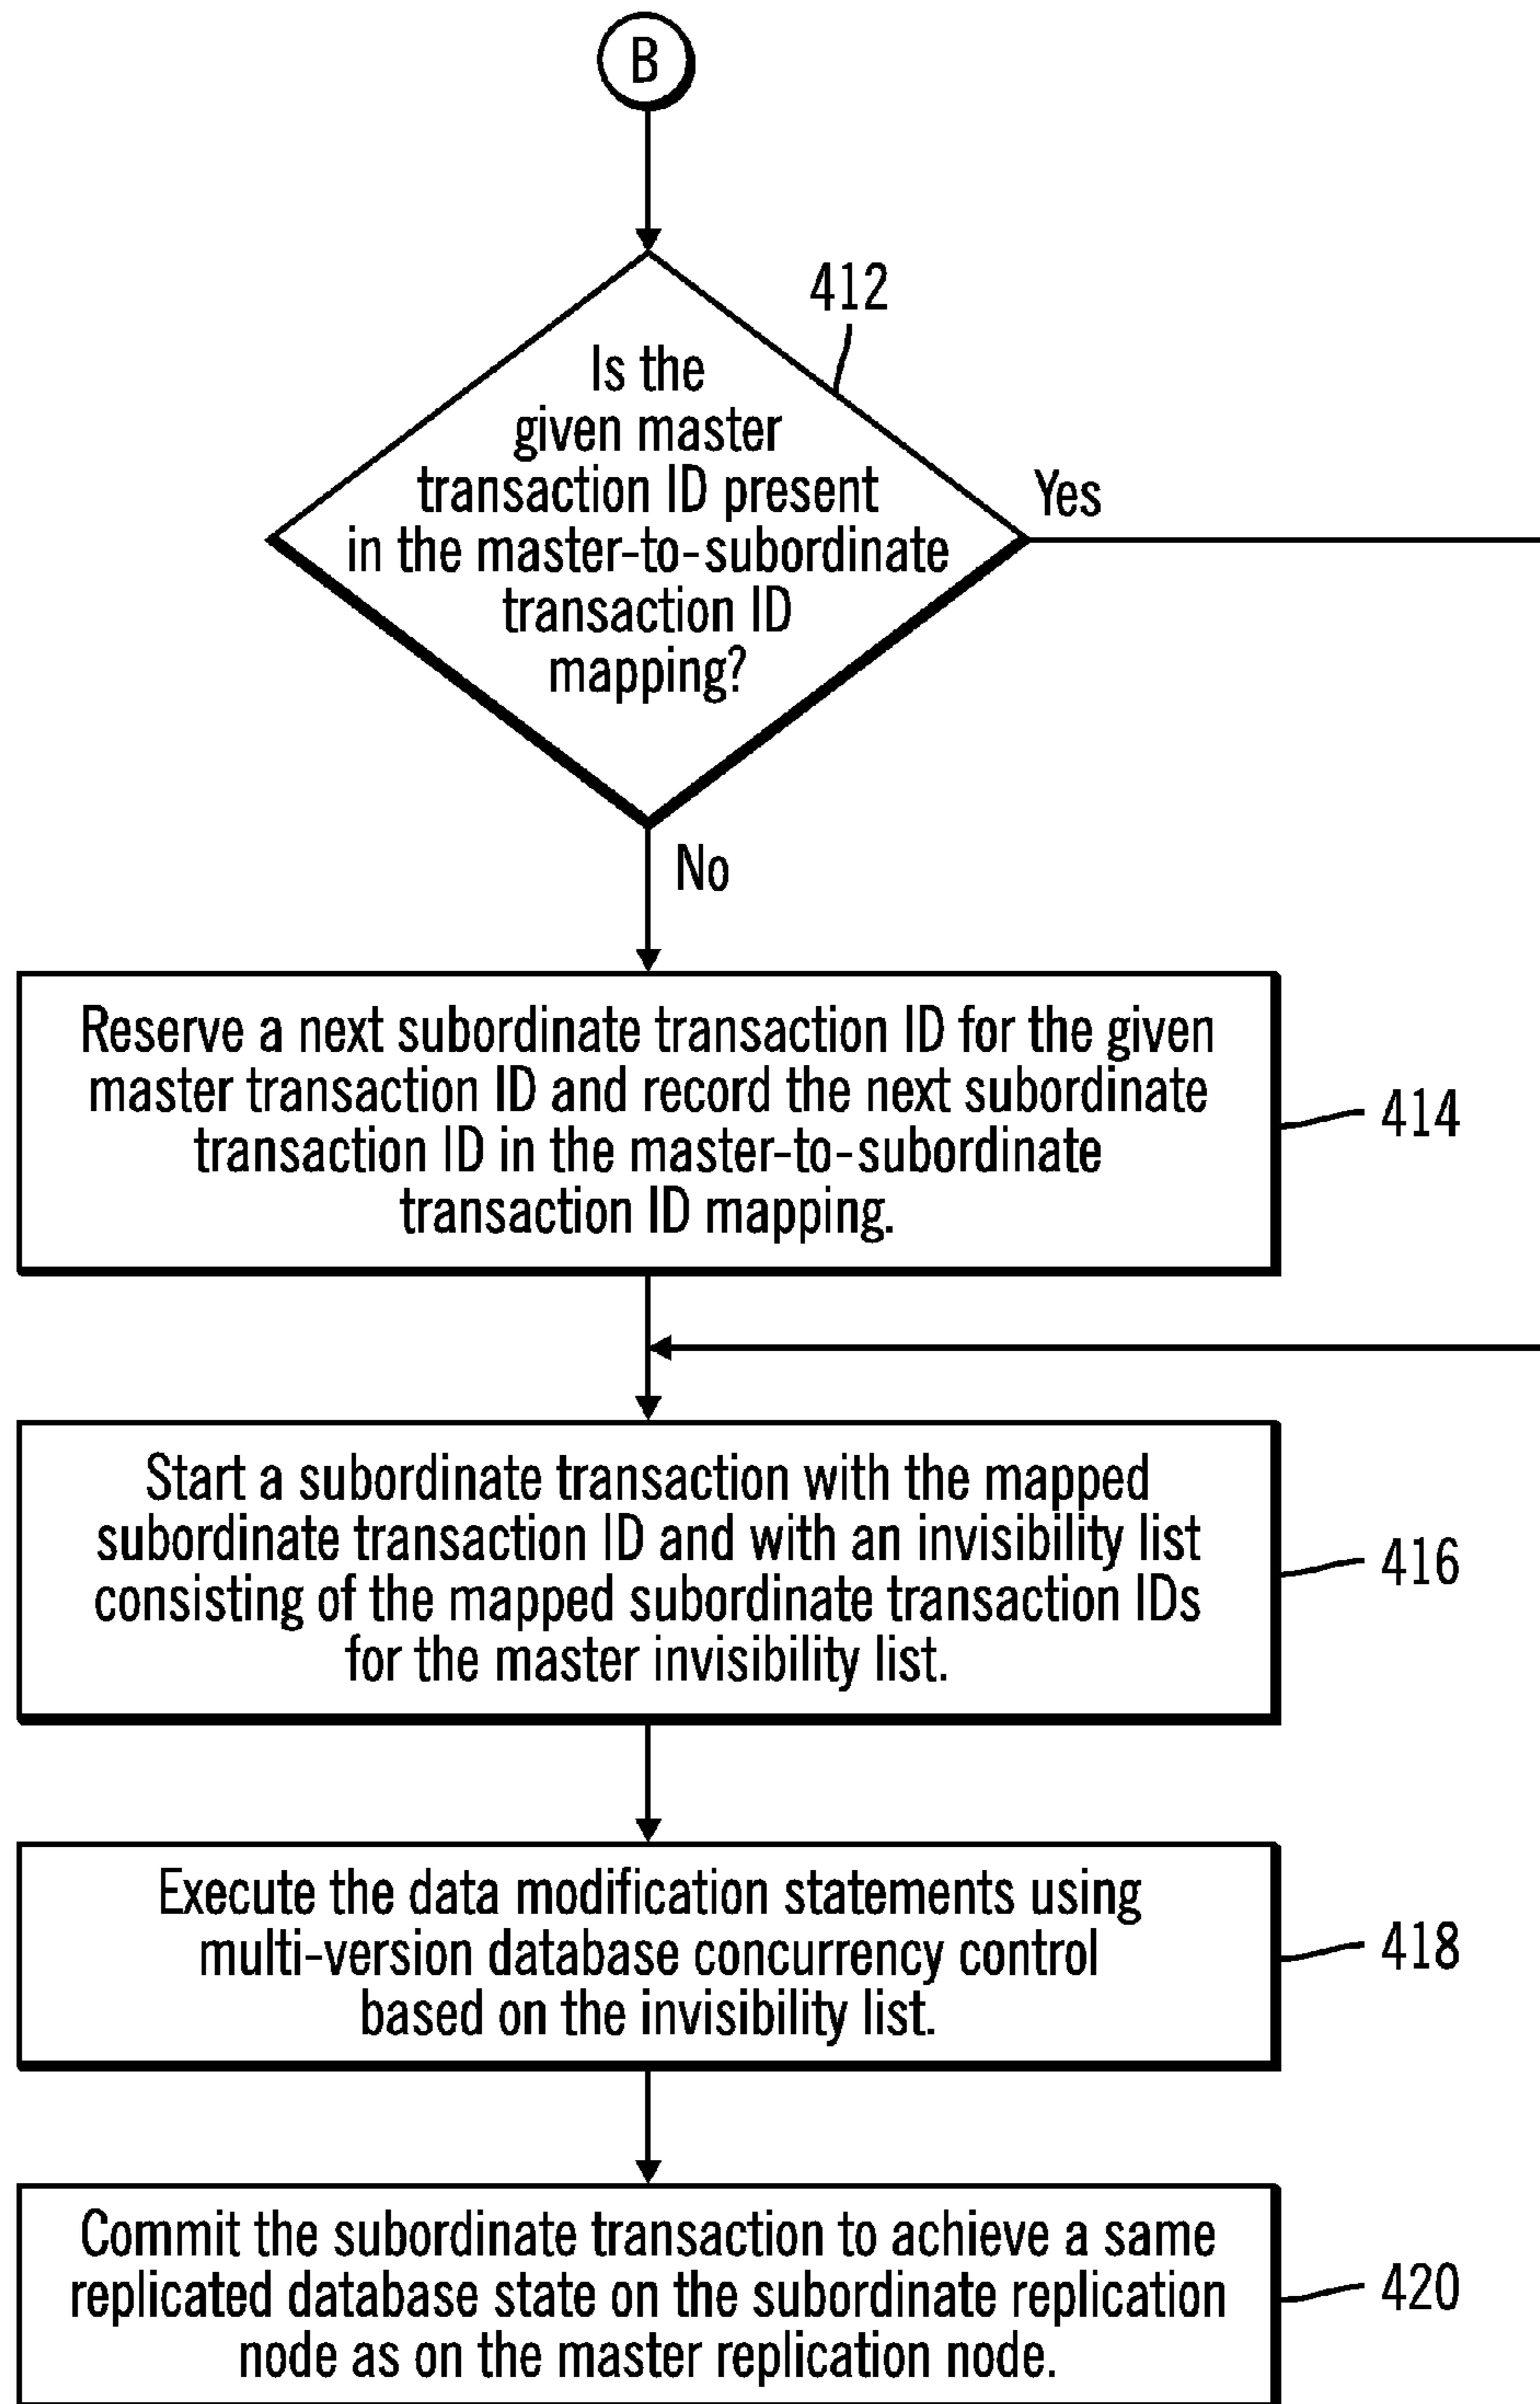 B
412
Is the
given master
transaction ID present
in the master-to-subordinate
transaction ID
mapping?
Yes
No
Reserve a next subordinate transaction ID for the given
master transaction ID and record the next subordinate
transaction ID in the master-to-subordinate
transaction ID mapping.
414
Start a subordinate transaction with the mapped
subordinate transaction ID and with an invisibility list
consisting of the mapped subordinate transaction IDs
for the master invisibility list.
416
Execute the data modification statements using
multi-version database concurrency control
based on the invisibility list.
418
Commit the subordinate transaction to achieve a same
replicated database state on the subordinate replication
node as on the master replication node.
420